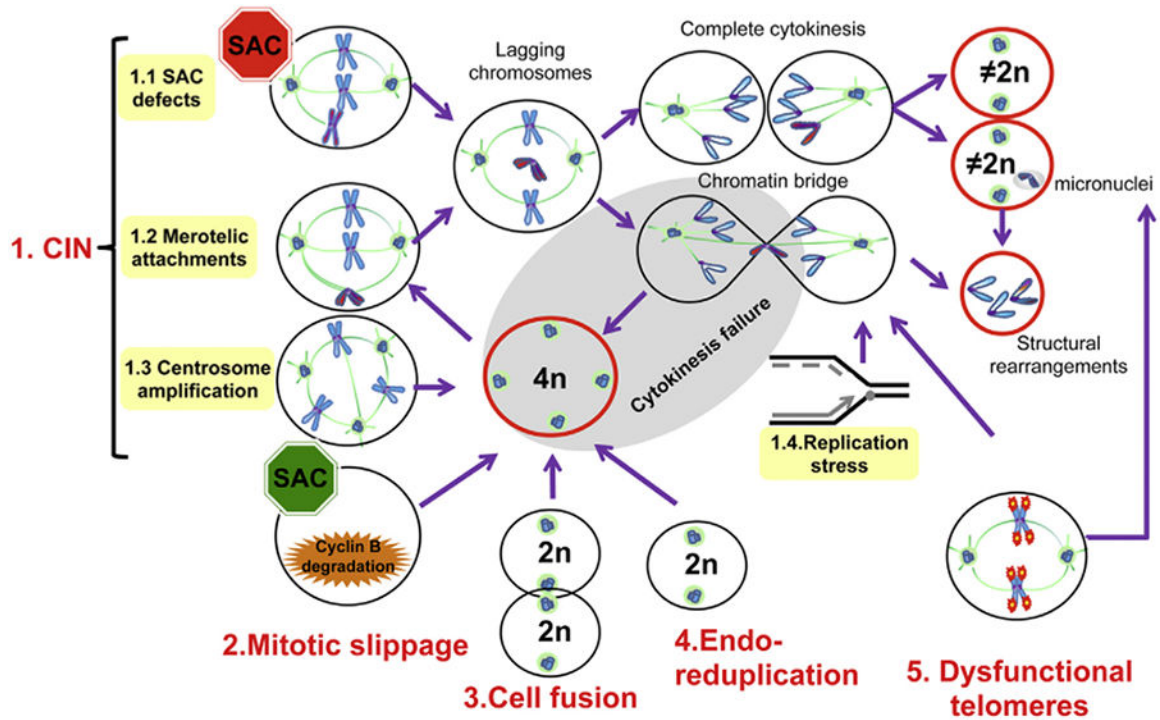 SAC
1.1 SAC
defects
Lagging
chromosomes
Complete cytokinesis
≠2n
≠2n
micronuclei
1. CIN
1.2 Merotelic
attachments
Chromatin bridge
Structural
rearrangements
1.3 Centrosome
amplification
4n
Cytokinesis failure
1.4.Replication
stress
SAC
Cyclin B
degradation
2.Mitotic slippage
2n
2n
3.Cell fusion
2n
4.Endo-
reduplication
5. Dysfunctional
telomeres